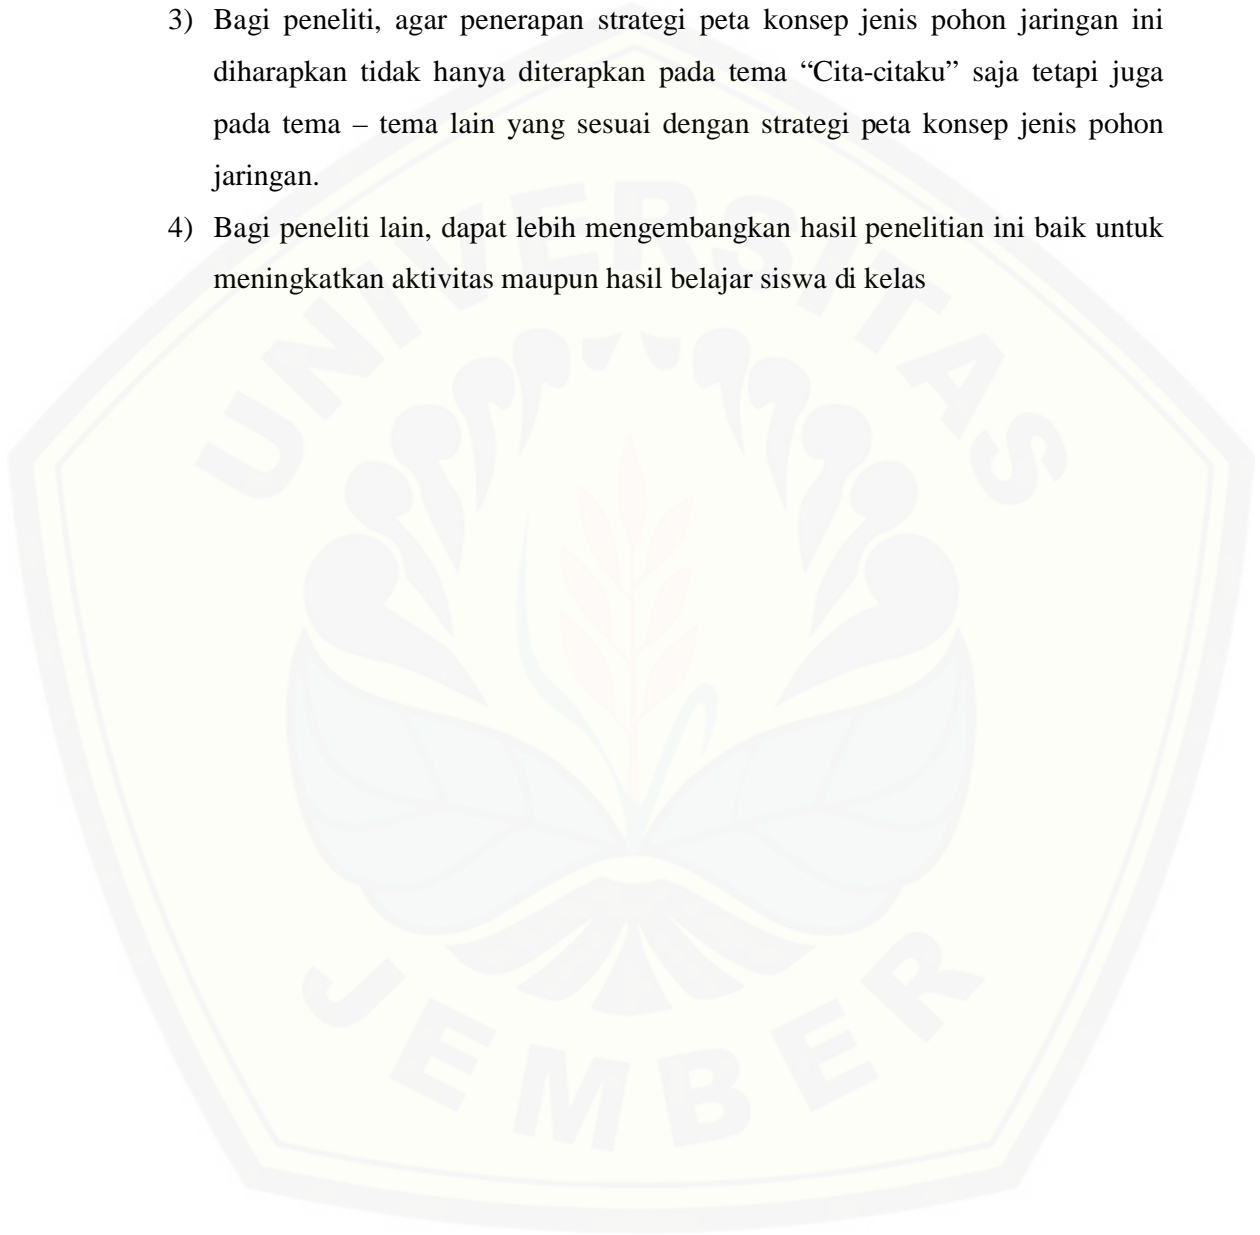 3) Bagi peneliti, agar penerapan strategi peta konsep jenis pohon jaringan ini
diharapkan tidak hanya diterapkan pada tema “Cita-citaku” saja tetapi juga
pada tema – tema lain yang sesuai dengan strategi peta konsep jenis pohon
jaringan.
4) Bagi peneliti lain, dapat lebih mengembangkan hasil penelitian ini baik untuk
meningkatkan aktivitas maupun hasil belajar siswa di kelas
UNIVERSITAS
JEMBER